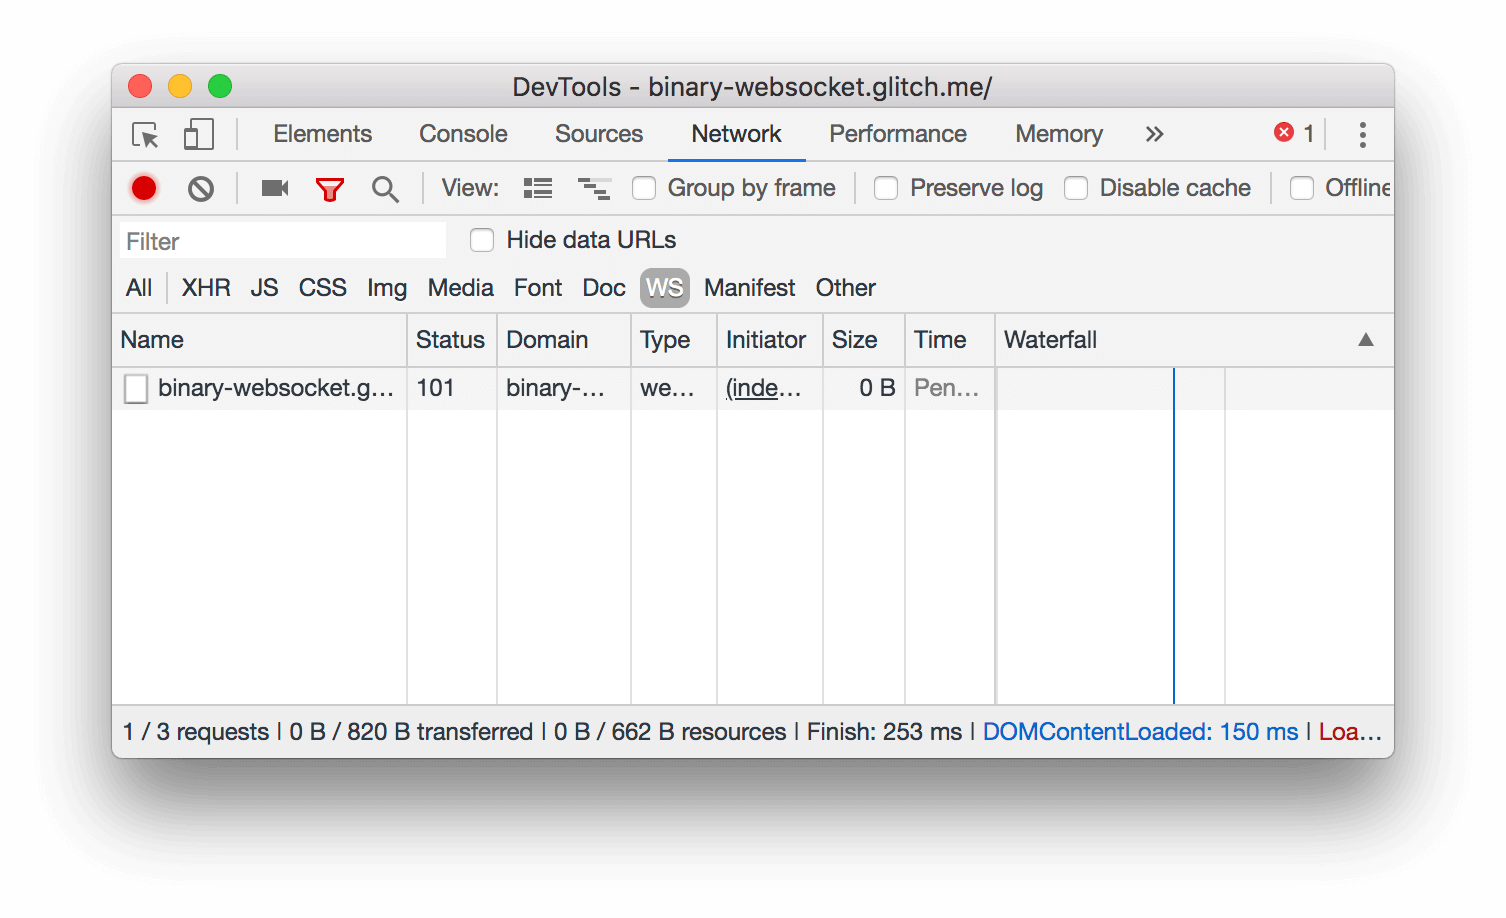 DevTools - binary-websocket.glitch.me/
Elements Console Sources Network Performance Memory » 1
View: Group by frame Preserve log Disable cache Offline
Filter Hide data URLs
All XHR JS CSS Img Media Font Doc WS Manifest Other
Name Status Domain Type Initiator Size Time Waterfall ▲
binary-websocket.g... 101 binary-... we... (inde... 0 B Pen...
1 / 3 requests | 0 B / 820 B transferred | 0 B / 662 B resources | Finish: 253 ms | DOMContentLoaded: 150 ms | Loa...